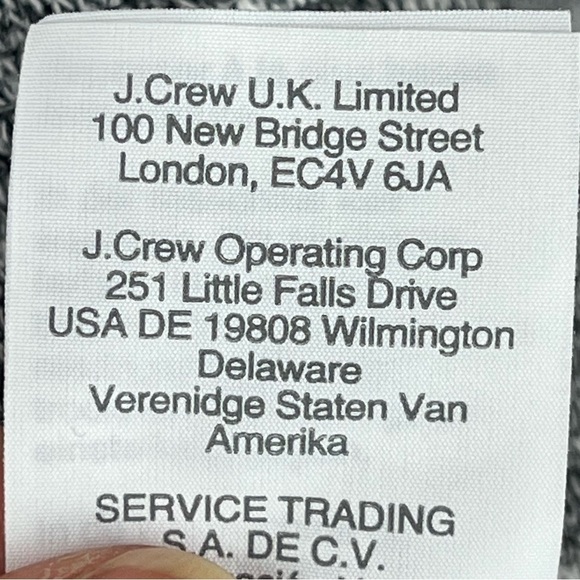 J.Crew U.K. Limited
100 New Bridge Street
London, EC4V 6JA
J.Crew Operating Corp
251 Little Falls Drive
USA DE 19808 Wilmington
Delaware
Verenidge Staten Van
Amerika
SERVICE TRADING
S.A. DE C.V.